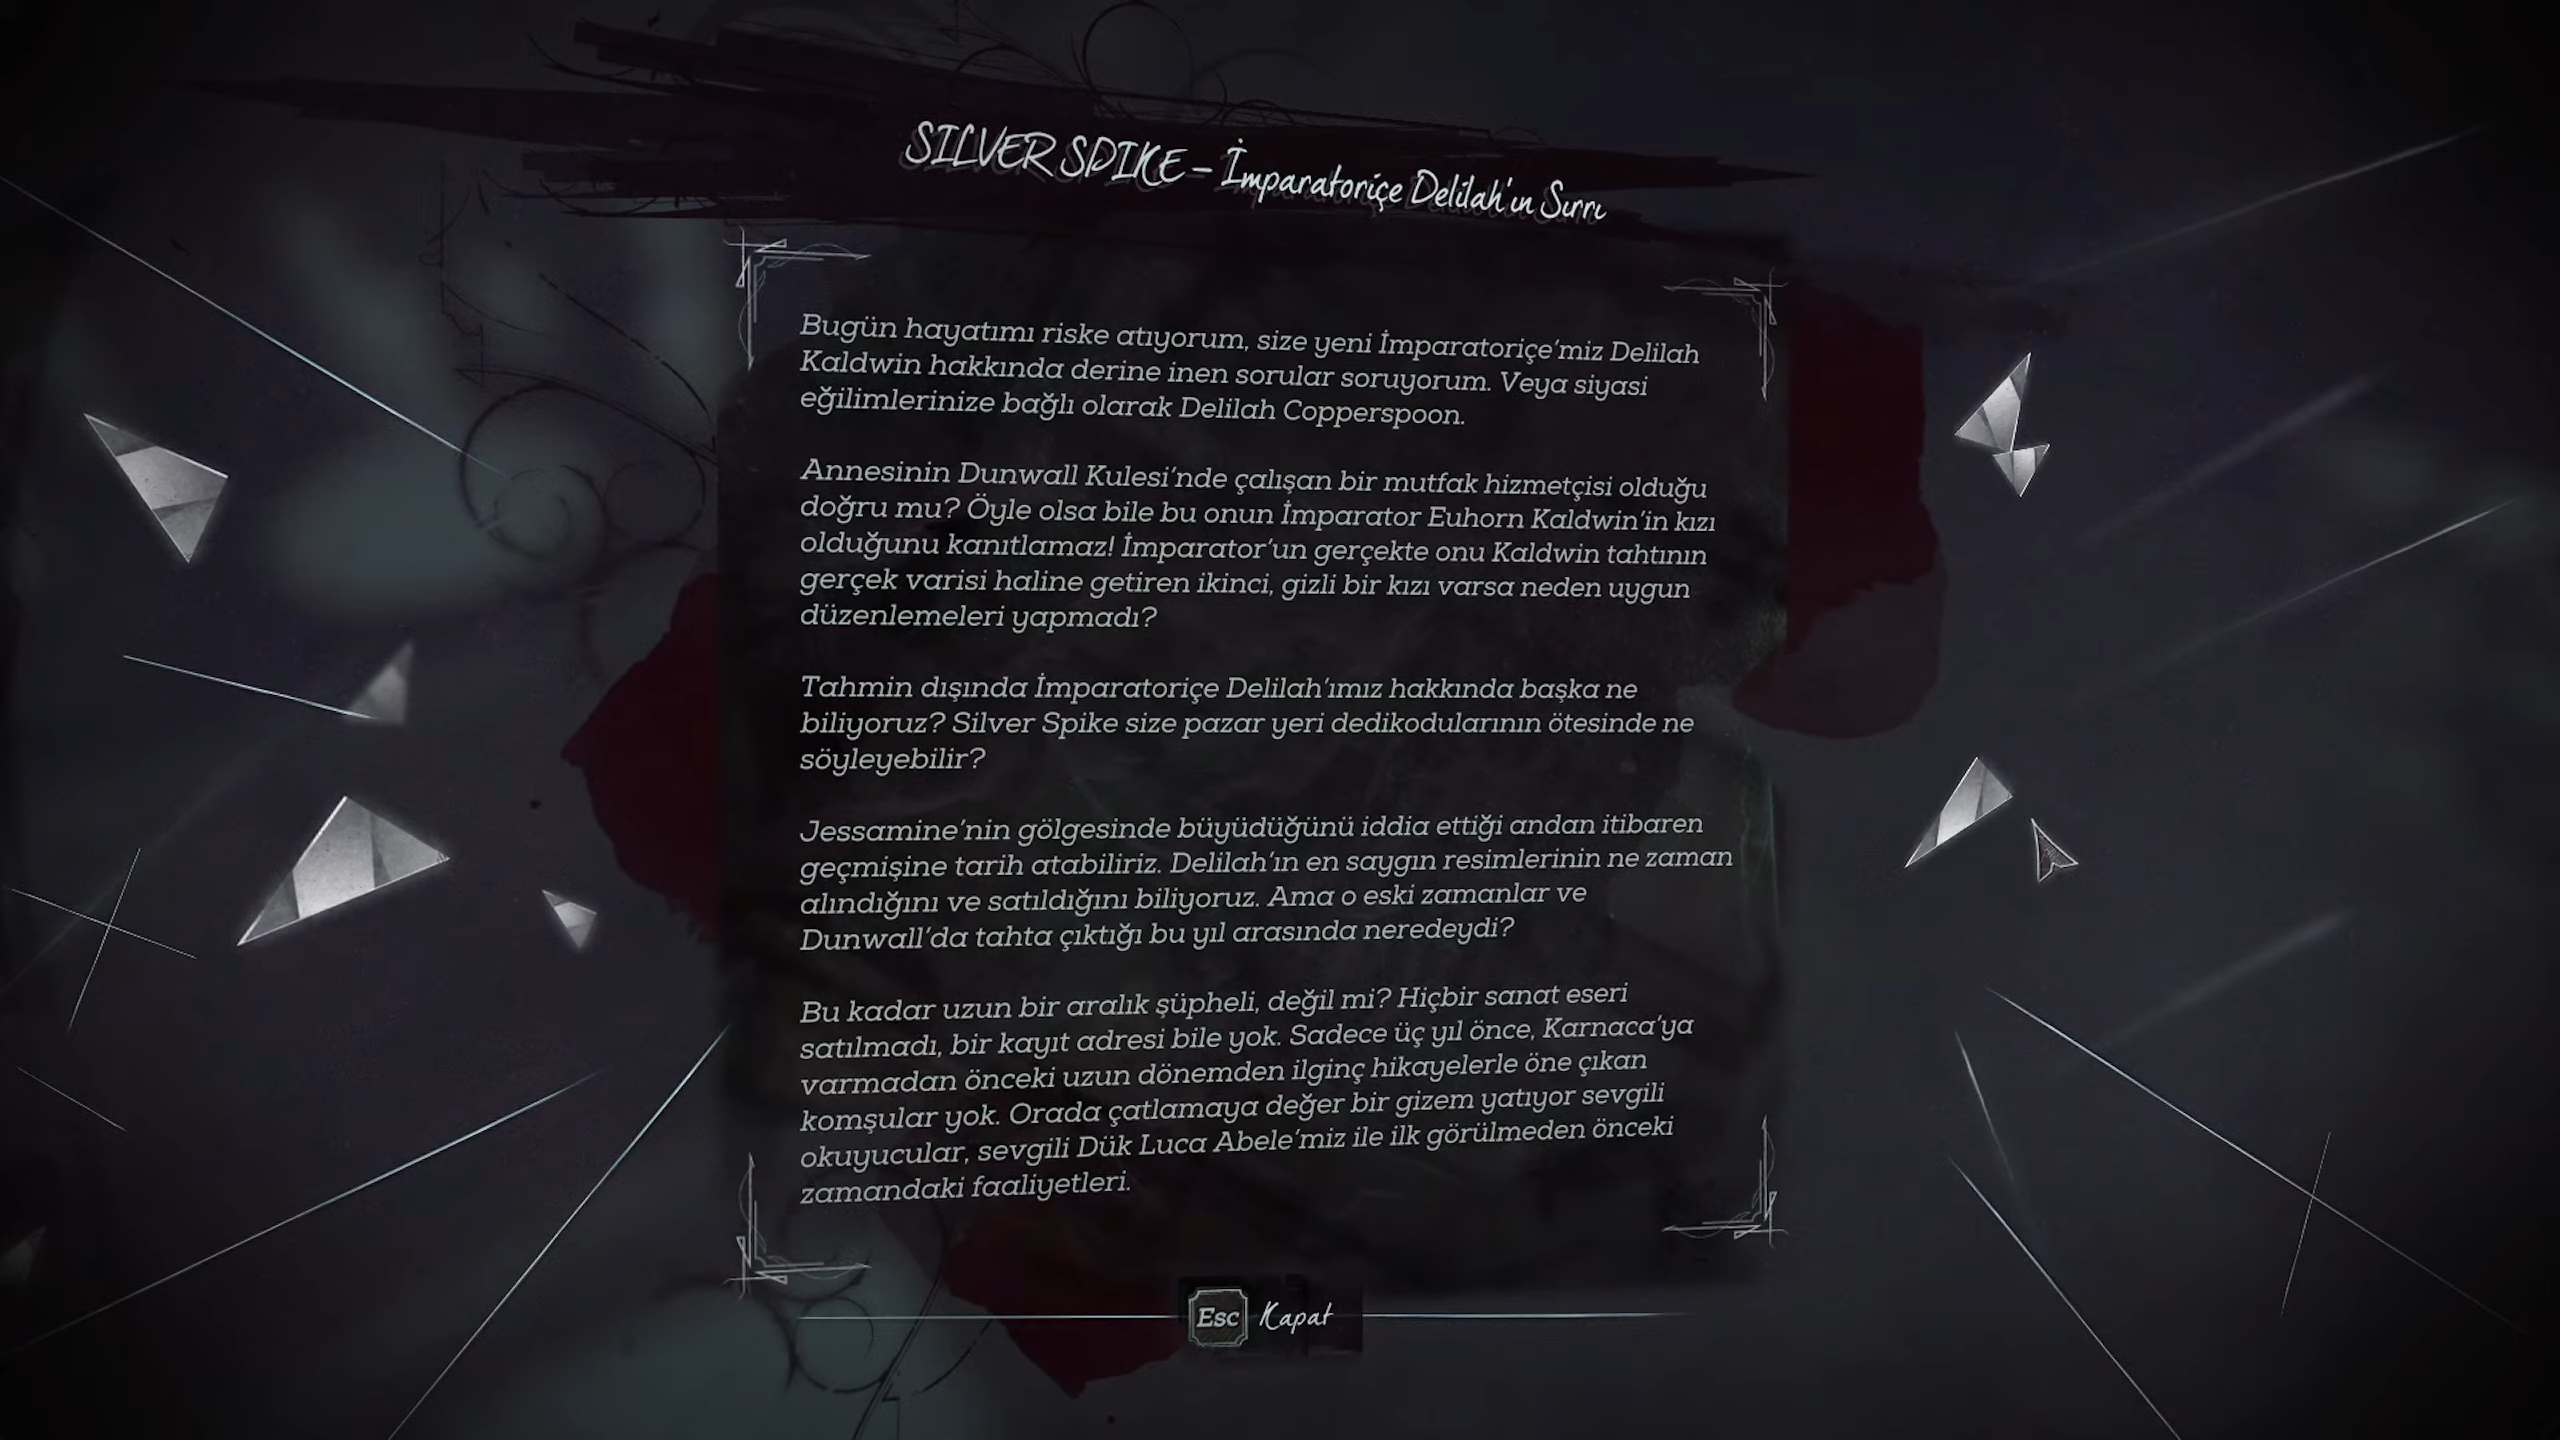 SILVER SPIKE – İmparatoriçe Delilah'ın Sırrı
Bugün hayatımı riske atıyorum, size yeni İmparatoriçe'miz Delilah
Kaldwin hakkında derine inen sorular soruyorum. Veya siyasi
eğilimlerinize bağlı olarak Delilah Copperspoon.
Annesinin Dunwall Kulesi'nde çalışan bir mutfak hizmetçisi olduğu
doğru mu? Öyle olsa bile bu onun İmparator Euhorn Kaldwin'in kızı
olduğunu kanıtlamaz! İmparator'un gerçekte onu Kaldwin tahtının
gerçek varisi haline getiren ikinci, gizli bir kızı varsa neden uygun
düzenlemeleri yapmadı?
Tahmin dışında İmparatoriçe Delilah'ımız hakkında başka ne
biliyoruz? Silver Spike size pazar yeri dedikodularının ötesinde ne
söyleyebilir?
Jessamine'nin gölgesinde büyüdüğünü iddia ettiği andan itibaren
geçmişine tarih atabiliriz. Delilah'ın en saygın resimlerinin ne zaman
alındığını ve satıldığını biliyoruz. Ama o eski zamanlar ve
Dunwall'da tahta çıktığı bu yıl arasında neredeydi?
Bu kadar uzun bir aralık şüpheli, değil mi? Hiçbir sanat eseri
satılmadı, bir kayıt adresi bile yok. Sadece üç yıl önce, Karnaca'ya
varmadan önceki uzun dönemden ilginç hikayelerle öne çıkan
komşular yok. Orada çatlamaya değer bir gizem yatıyor sevgili
okuyucular, sevgili Dük Luca Abele'miz ile ilk görülmeden önceki
zamandaki faaliyetleri.
Esc Kapat